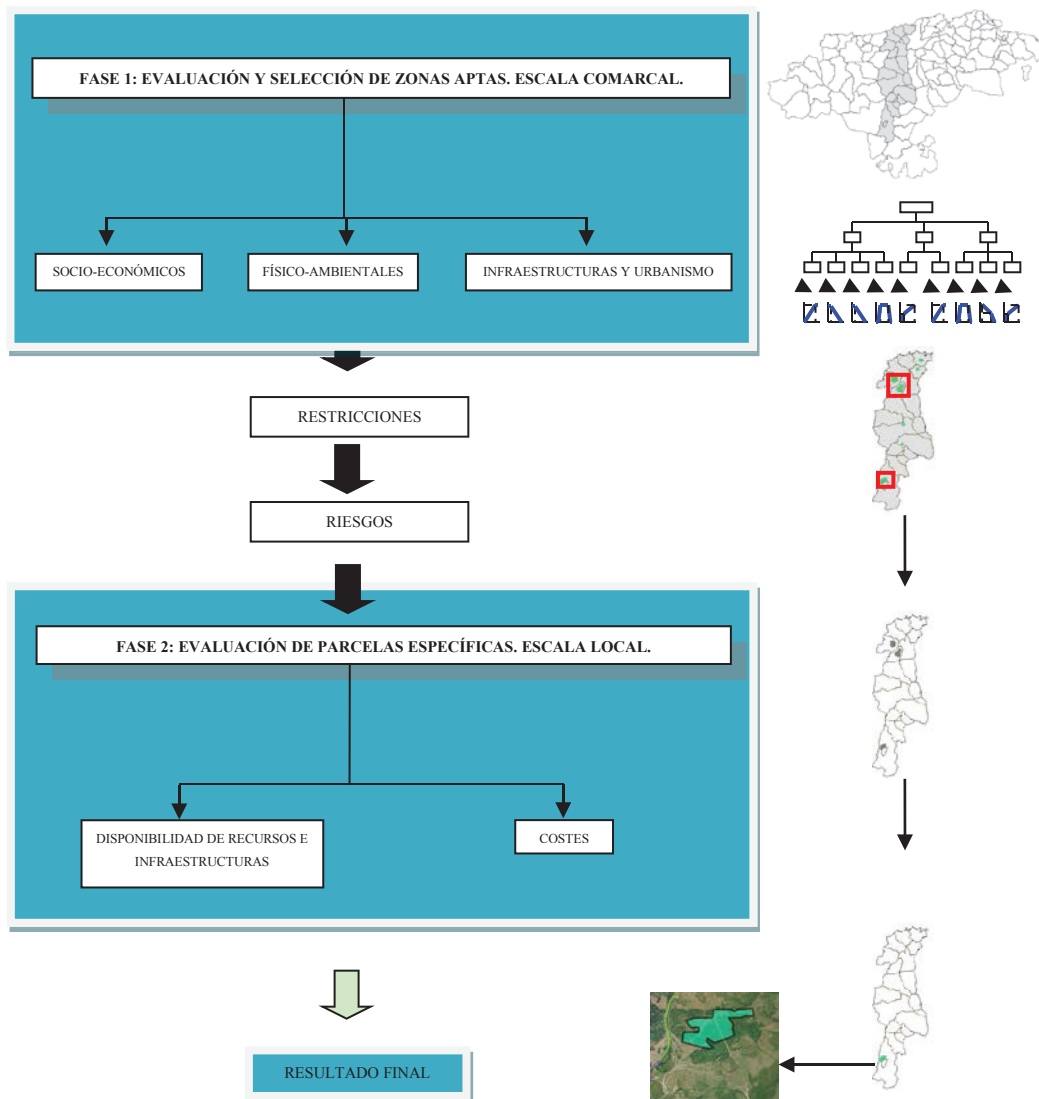 FASE 1: EVALUACIÓN Y SELECCIÓN DE ZONAS APTAS. ESCALA COMARCAL.
SOCIO-ECONÓMICOS
FÍSICO-AMBIENTALES
INFRAESTRUCTURAS Y URBANISMO
RESTRICCIONES
RIESGOS
FASE 2: EVALUACIÓN DE PARCELAS ESPECÍFICAS. ESCALA LOCAL.
DISPONIBILIDAD DE RECURSOS E
INFRAESTRUCTURAS
COSTES
RESULTADO FINAL